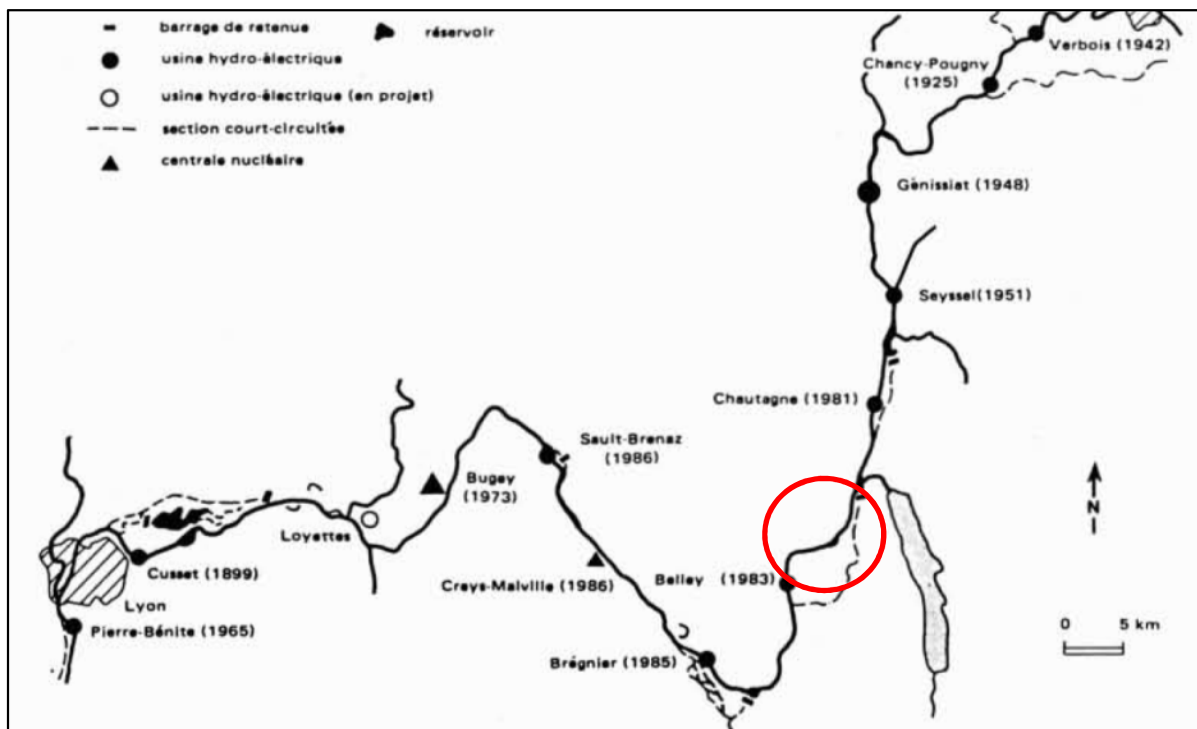 barrage de retenue
réservoir
usine hydro-électrique
usine hydro-électrique (en projet)
section court-circuitée
centrale nucléaire
Verbois (1942)
Chancy-Pougny
(1925)
Génissiat (1948)
Seyssel (1951)
Chautagne (1981)
Sault-Brenaz
(1986)
Bugey
(1973)
Loyettes
Cusset (1899)
Lyon
Pierre-Bénite (1965)
Creys-Malville (1986)
Belley (1983)
Brégnier (1985)
N
0 5 km